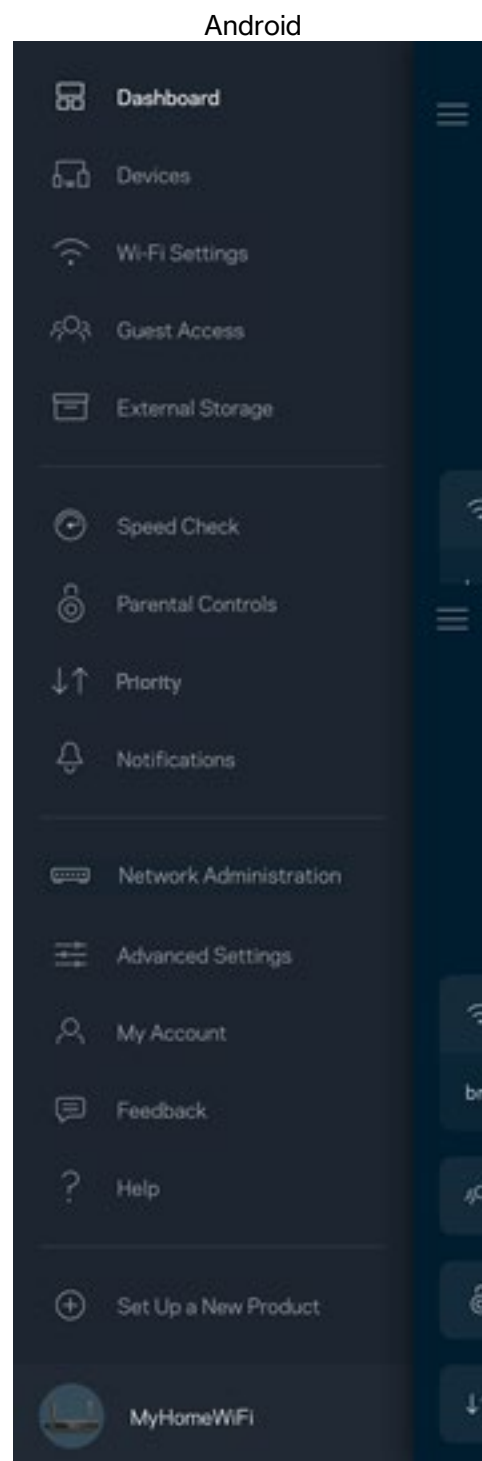 Android
Dashboard
Devices
Wi-Fi Settings
Guest Access
External Storage
Speed Check
Parental Controls
Priority
Notifications
Network Administration
Advanced Settings
My Account
Feedback
Help
Set Up a New Product
MyHomeWiFi